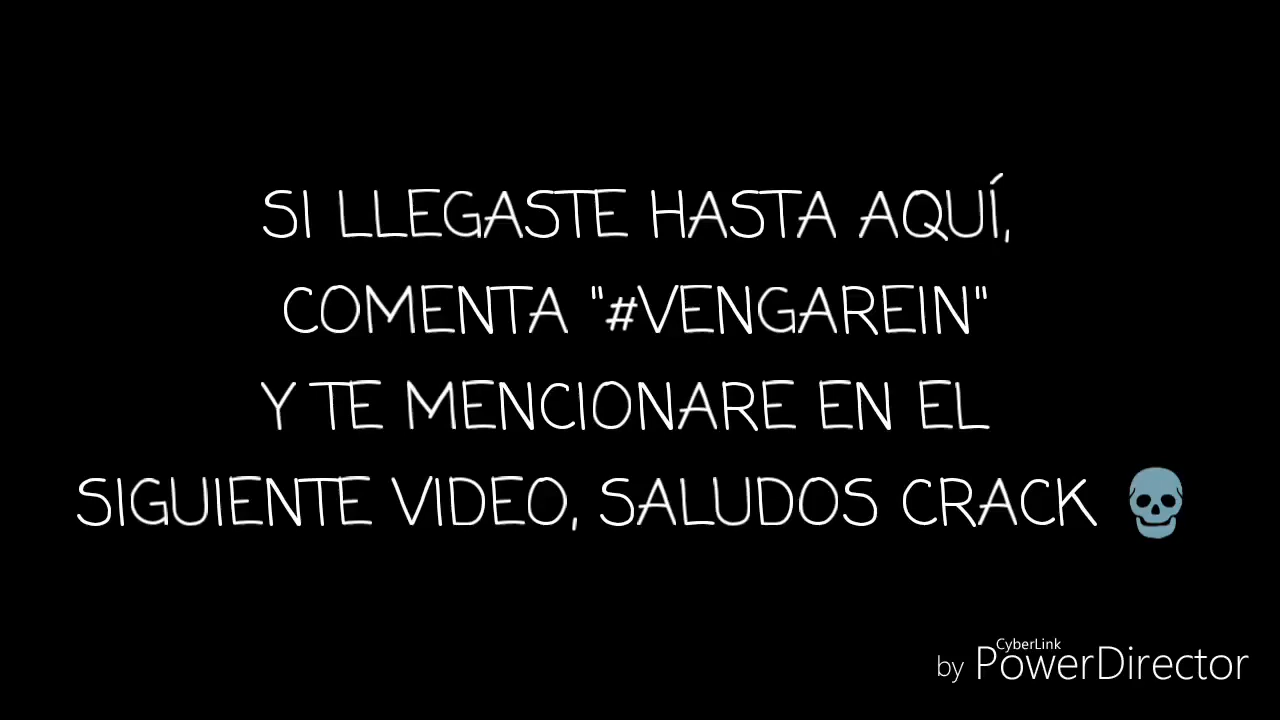 SI LLEGASTE HASTA AQUÍ,
COMENTA "#VENGAREIN"
Y TE MENCIONARE EN EL
SIGUIENTE VIDEO, SALUDOS CRACK 💀
CyberLink
by PowerDirector